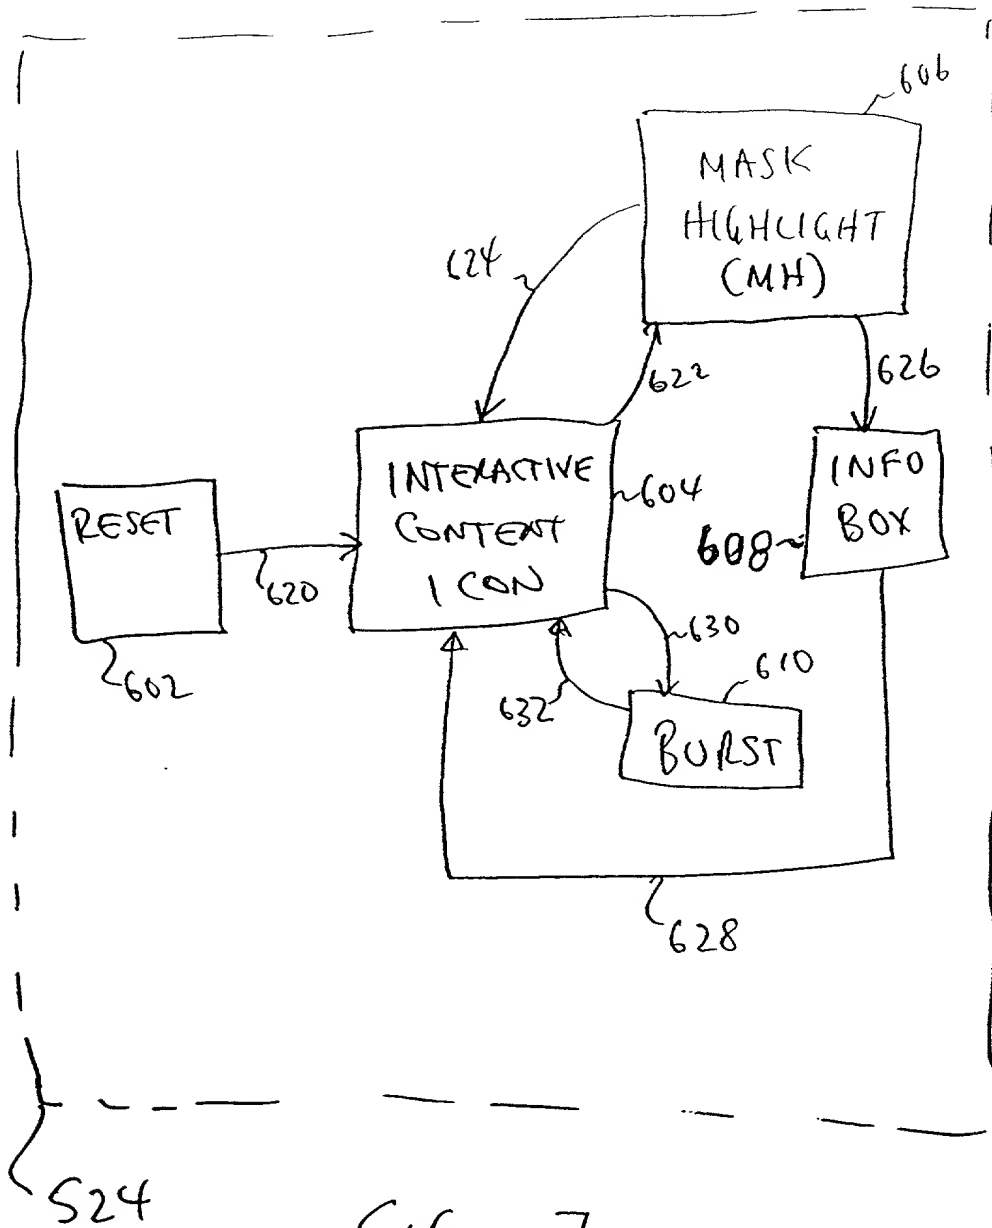 606
MASK
HIGHLIGHT
(MH)
624
622
626
INTERACTIVE
CONTENT
ICON
604
INFO
BOX
608
RESET
620
602
630
632
610
BURST
628
524